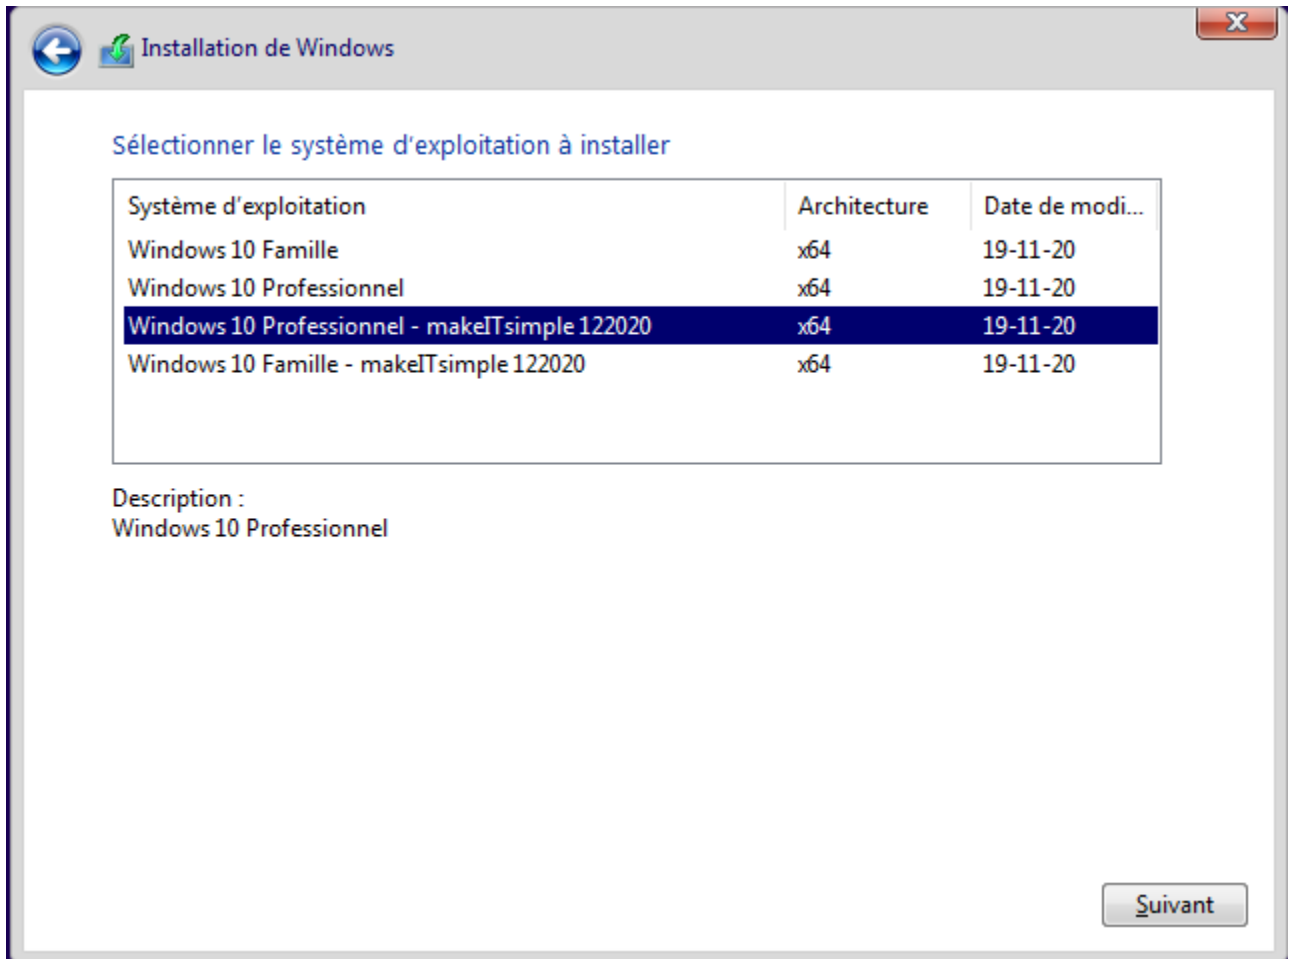 Installation de Windows
Sélectionner le système d'exploitation à installer
Système d'exploitation Architecture Date de modi...
Windows 10 Famille x64 19-11-20
Windows 10 Professionnel x64 19-11-20
Windows 10 Professionnel - makeITsimple 122020 x64 19-11-20
Windows 10 Famille - makeITsimple 122020 x64 19-11-20
Description :
Windows 10 Professionnel
Suivant